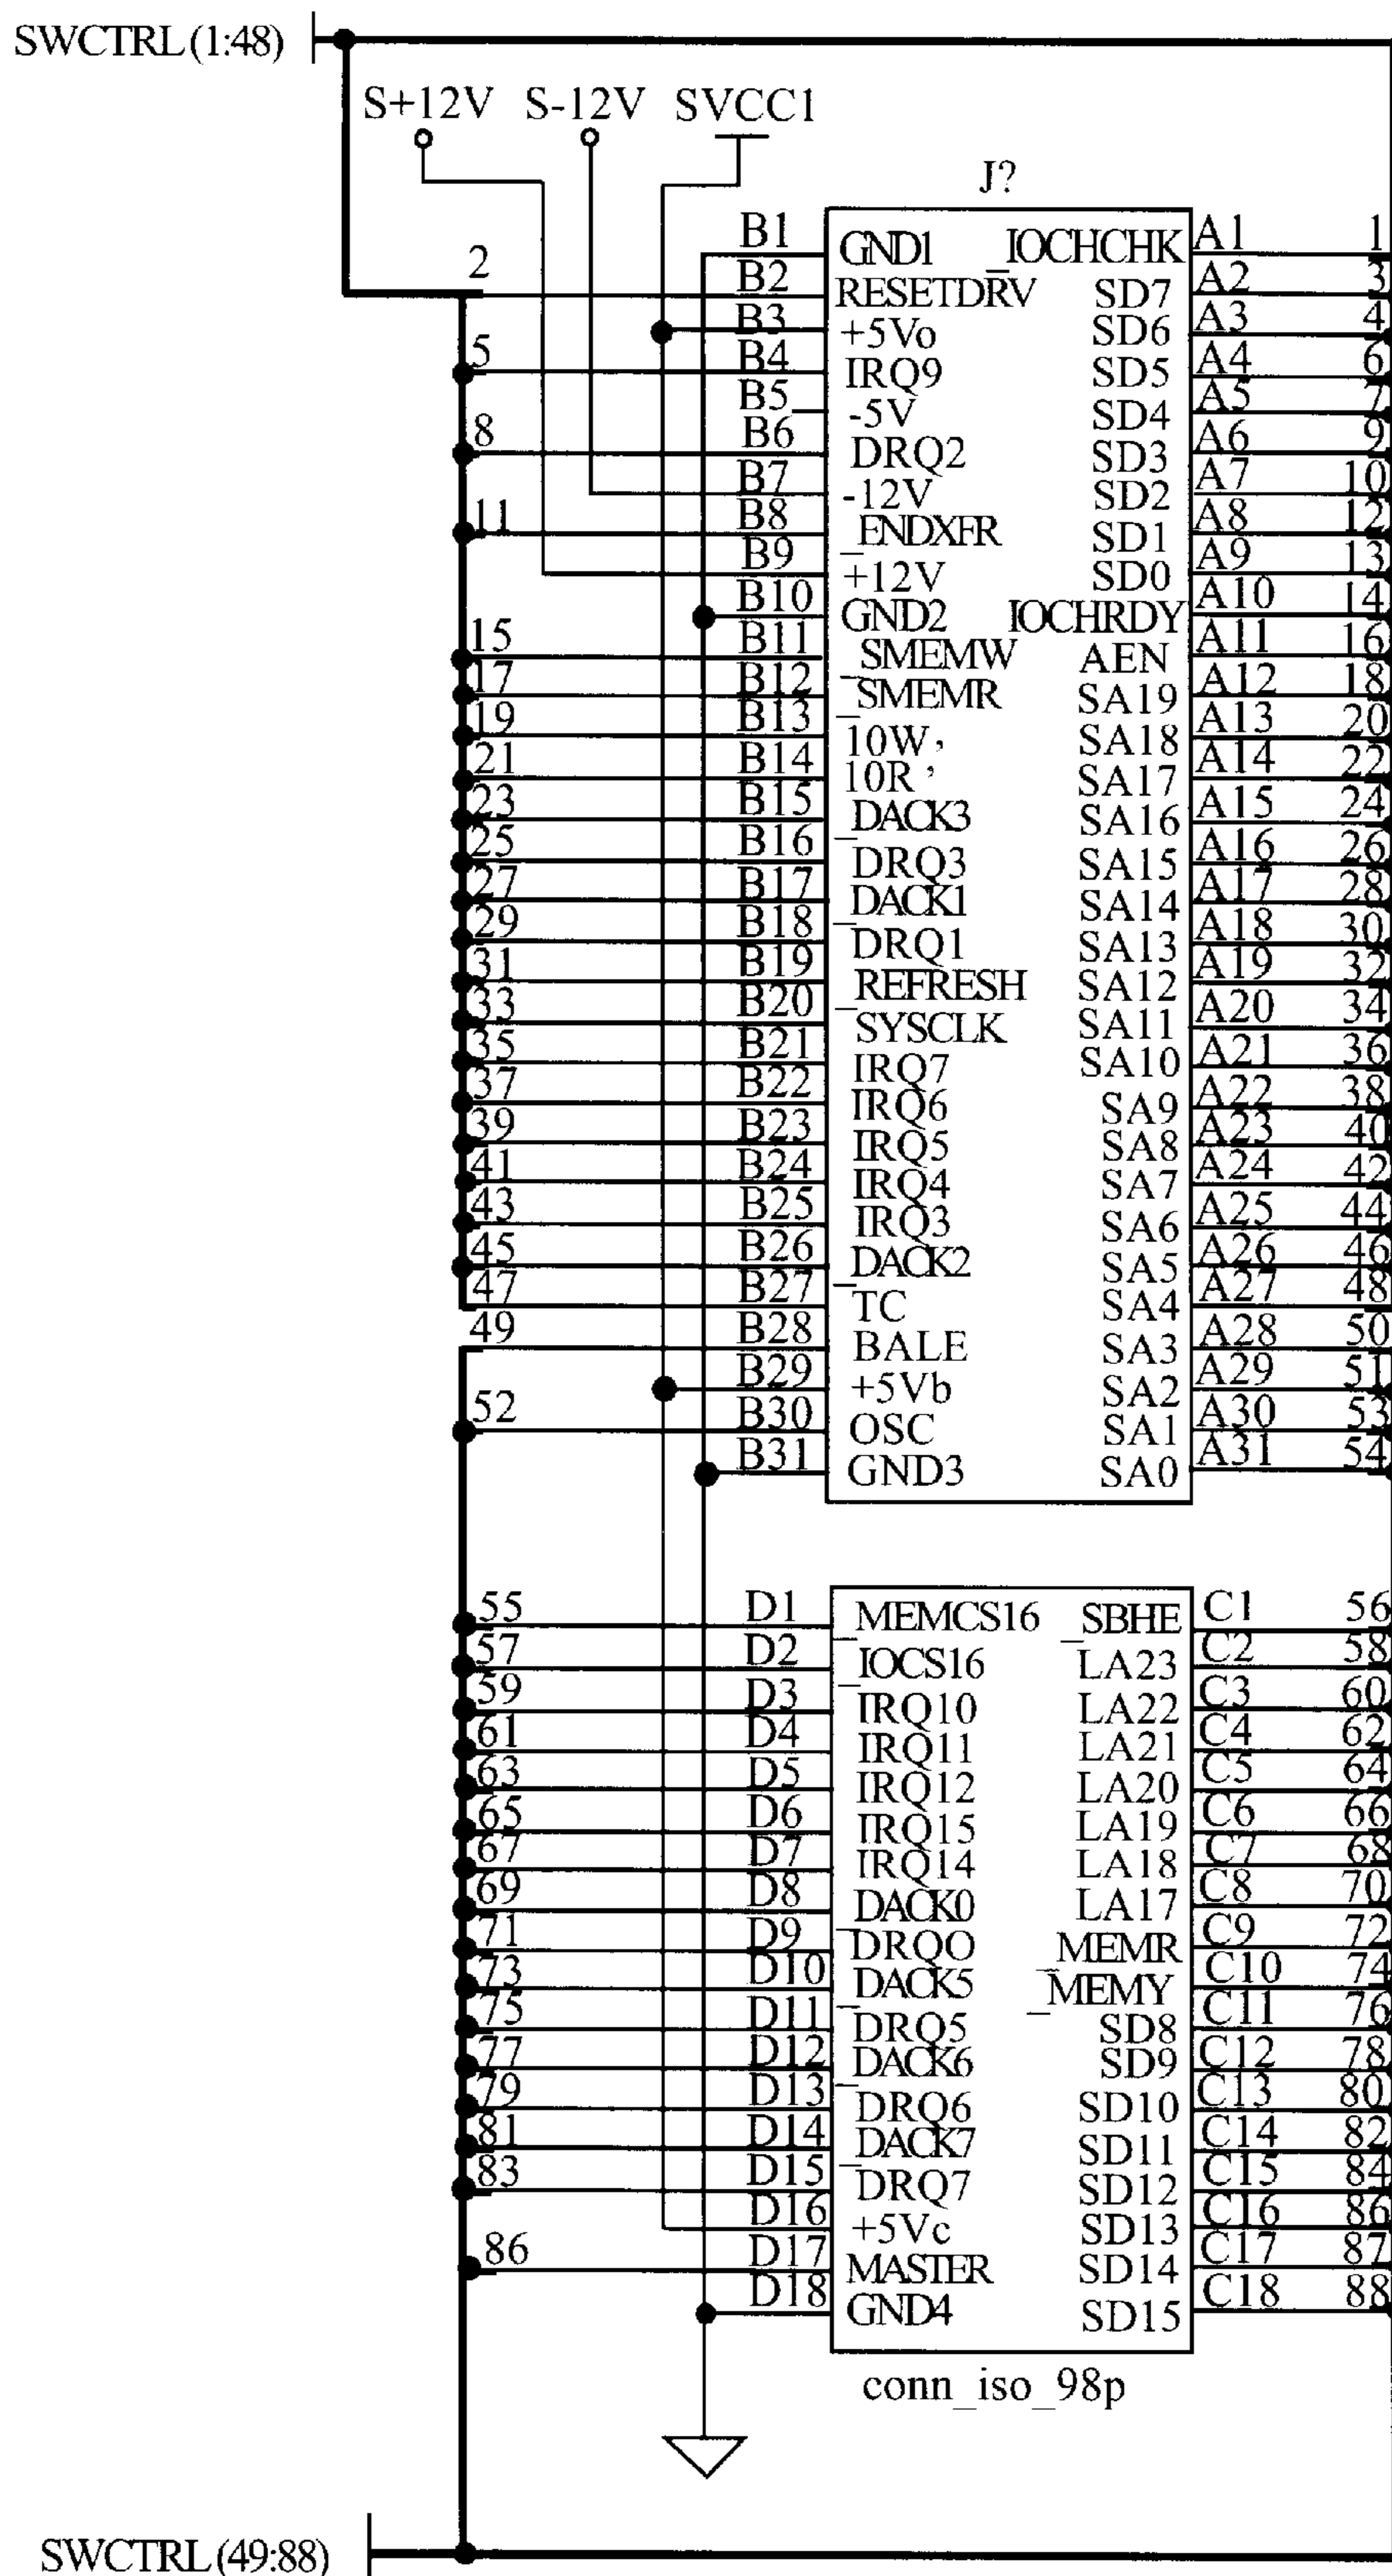 SWCTRL(1:48)
S+12V S-12V SVCC1
J?
B1 GND1 _IOCHCHK A1 1
2 B2 RESETDRV SD7 A2 3
B3 +5Vo SD6 A3 4
5 B4 IRQ9 SD5 A4 6
B5 -5V SD4 A5 7
8 B6 DRQ2 SD3 A6 9
B7 -12V SD2 A7 10
11 B8 _ENDXFR SD1 A8 12
B9 +12V SD0 A9 13
B10 GND2 IOCHRDY A10 14
15 B11 _SMEMW AEN A11 16
17 B12 _SMEMR SA19 A12 18
19 B13 10W, SA18 A13 20
21 B14 10R ’ SA17 A14 22
23 B15 _DACK3 SA16 A15 24
25 B16 DRQ3 SA15 A16 26
27 B17 _DACK1 SA14 A17 28
29 B18 DRQ1 SA13 A18 30
31 B19 _REFRESH SA12 A19 32
33 B20 SYSCLK SA11 A20 34
35 B21 IRQ7 SA10 A21 36
37 B22 IRQ6 SA9 A22 38
39 B23 IRQ5 SA8 A23 40
41 B24 IRQ4 SA7 A24 42
43 B25 IRQ3 SA6 A25 44
45 B26 _DACK2 SA5 A26 46
47 B27 TC SA4 A27 48
49 B28 BALE SA3 A28 50
B29 +5Vb SA2 A29 51
52 B30 OSC SA1 A30 53
B31 GND3 SA0 A31 54
55 D1 _MEMCS16 _SBHE C1 56
57 D2 _IOCS16 LA23 C2 58
59 D3 IRQ10 LA22 C3 60
61 D4 IRQ11 LA21 C4 62
63 D5 IRQ12 LA20 C5 64
65 D6 IRQ15 LA19 C6 66
67 D7 IRQ14 LA18 C7 68
69 D8 _DACK0 LA17 C8 70
71 D9 DRQO _MEMR C9 72
73 D10 _DACK5 _MEMY C10 74
75 D11 DRQ5 SD8 C11 76
77 D12 _DACK6 SD9 C12 78
79 D13 DRQ6 SD10 C13 80
81 D14 _DACK7 SD11 C14 82
83 D15 DRQ7 SD12 C15 84
D16 +5Vc SD13 C16 86
86 D17 MASTER SD14 C17 87
D18 GND4 SD15 C18 88
conn_iso_98p
SWCTRL(49:88)